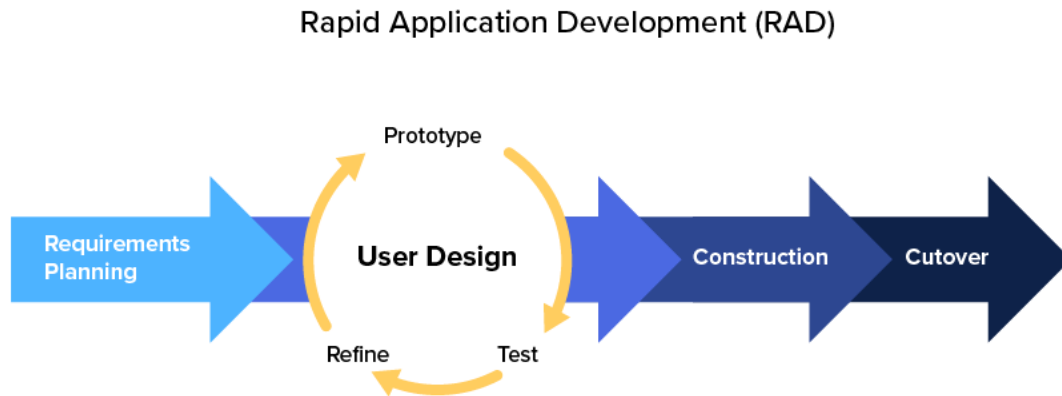 Rapid Application Development (RAD)
Prototype
Requirements
Planning
User Design
Construction
Cutover
Refine
Test